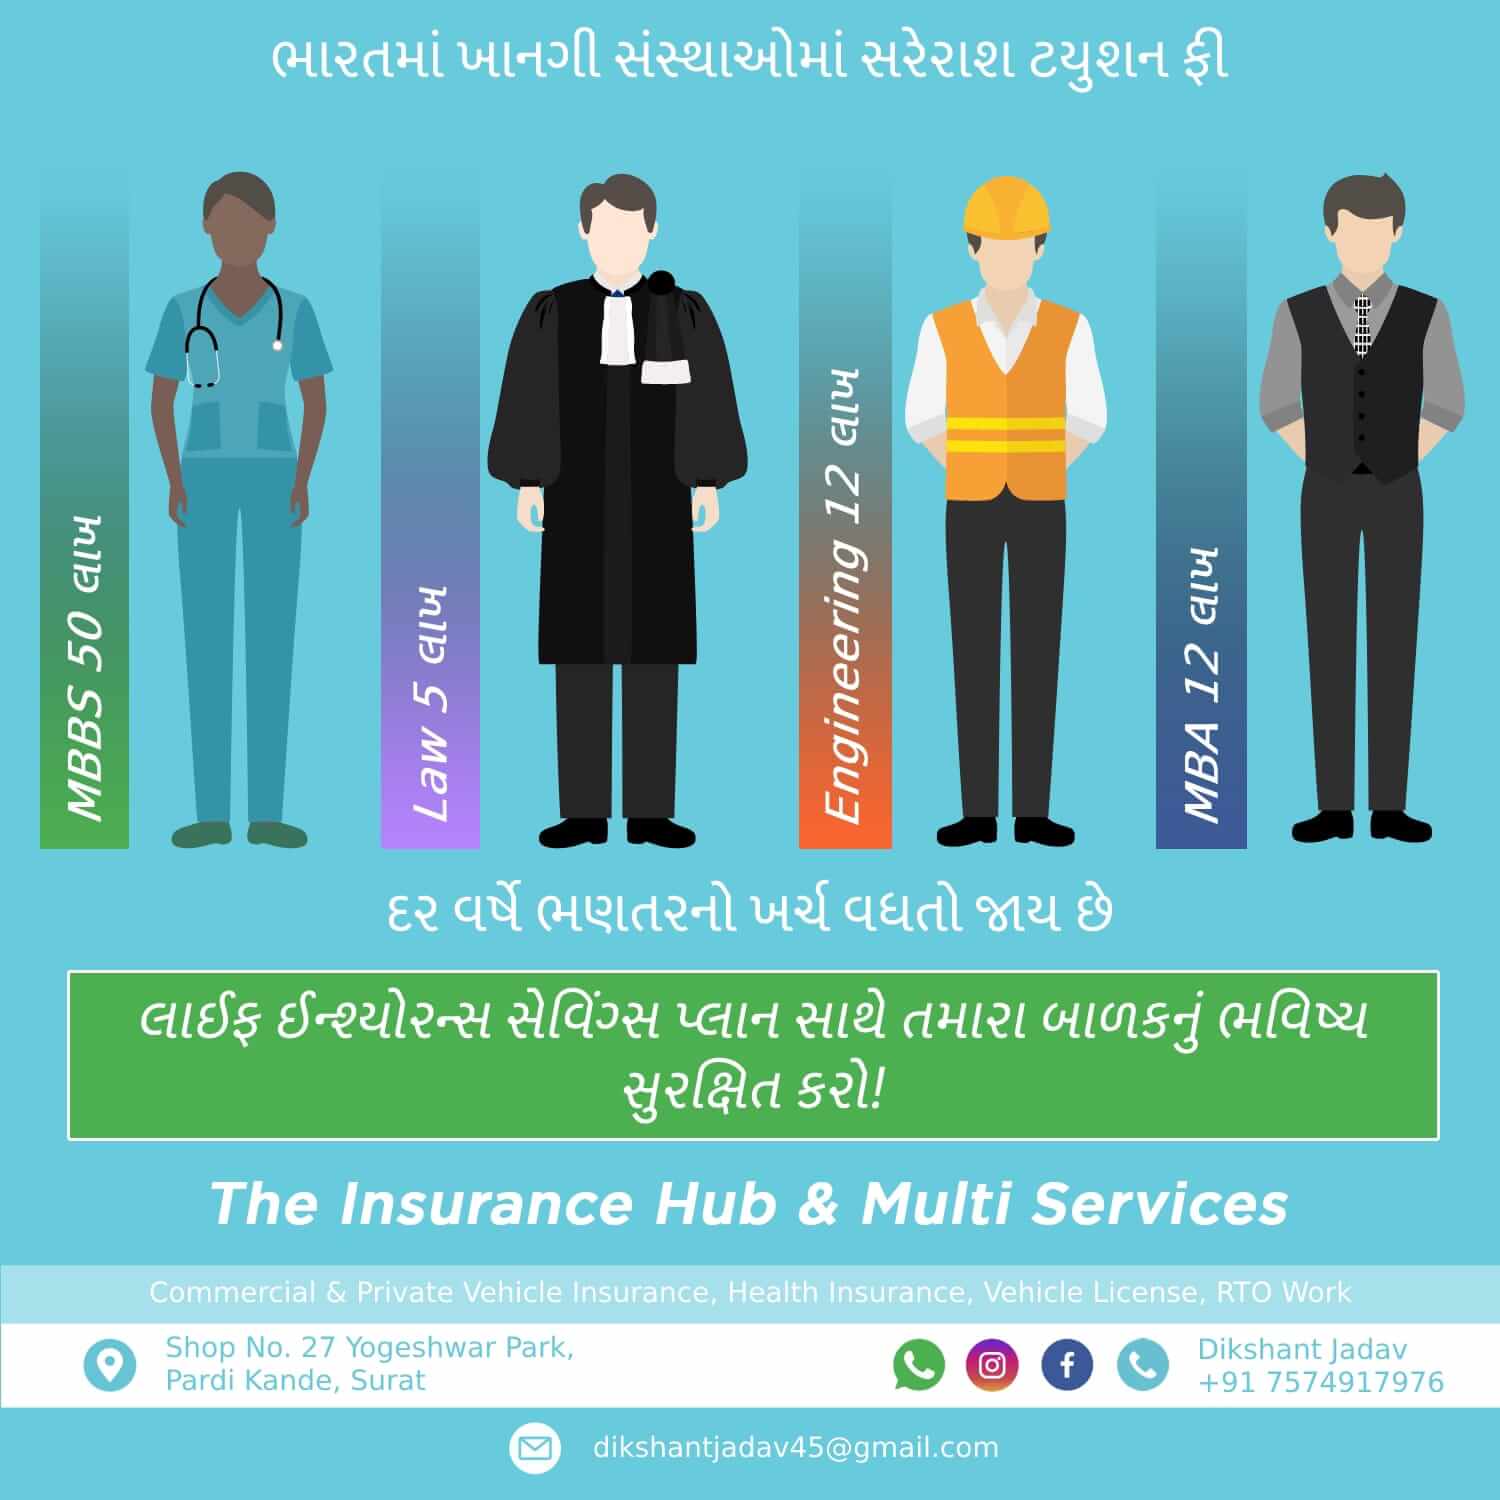 ભારતમાં ખાનગી સંસ્થાઓમાં સરેરાશ ટયુશન ફી
MBBS 50 લાખ
Law 5 લાખ
Engineering 12 લાખ
MBA 12 લાખ
દર વર્ષે ભણતરનો ખર્ચ વધતો જાય છે
લાઈફ ઈન્શ્યોરન્સ સેવિંગ્સ પ્લાન સાથે તમારા બાળકનું ભવિષ્ય
સુરક્ષિત કરો!
The Insurance Hub & Multi Services
Commercial & Private Vehicle Insurance, Health Insurance, Vehicle License, RTO Work
Shop No. 27 Yogeshwar Park,
Pardi Kande, Surat
Dikshant Jadav
+91 7574917976
dikshantjadav45@gmail.com